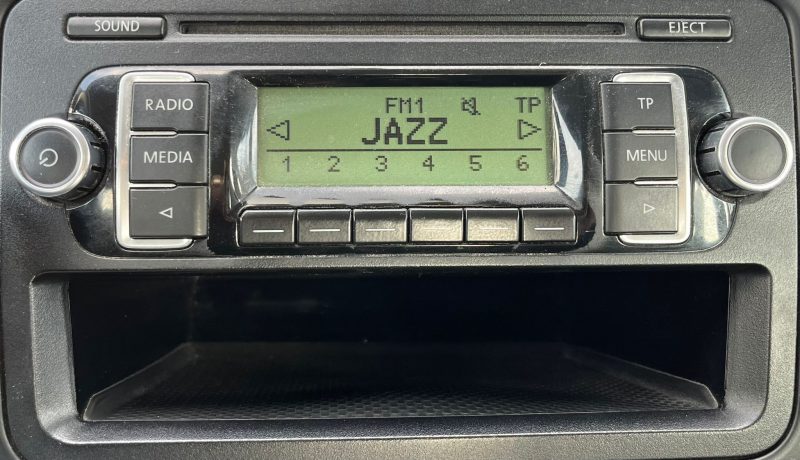 SOUND EJECT
RADIO FM1 TP TP
MEDIA JAZZ MENU
1 2 3 4 5 6